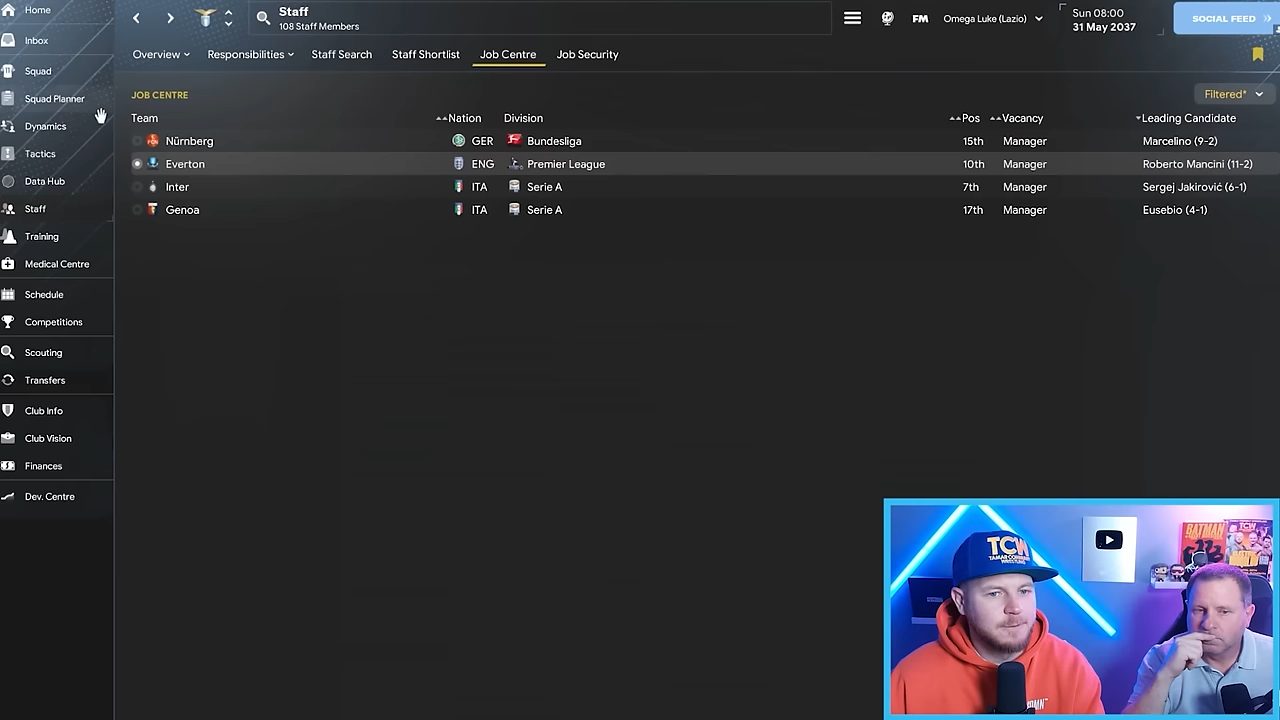 Home
Inbox
Squad
Squad Planner
Dynamics
Tactics
Data Hub
Staff
Training
Medical Centre
Schedule
Competitions
Scouting
Transfers
Club Info
Club Vision
Finances
Dev. Centre
Staff
108 Staff Members
FM
Omega Luke (Lazio)
Sun 08:00
31 May 2037
SOCIAL FEED
Overview Responsibilities Staff Search Staff Shortlist Job Centre Job Security
JOB CENTRE
Filtered*
Team Nation Division Pos Vacancy Leading Candidate
Nürnberg GER Bundesliga 15th Manager Marcelino (9-2)
Everton ENG Premier League 10th Manager Roberto Mancini (11-2)
Inter ITA Serie A 7th Manager Sergej Jakirović (6-1)
Genoa ITA Serie A 17th Manager Eusebio (4-1)
TCW
BATMAN